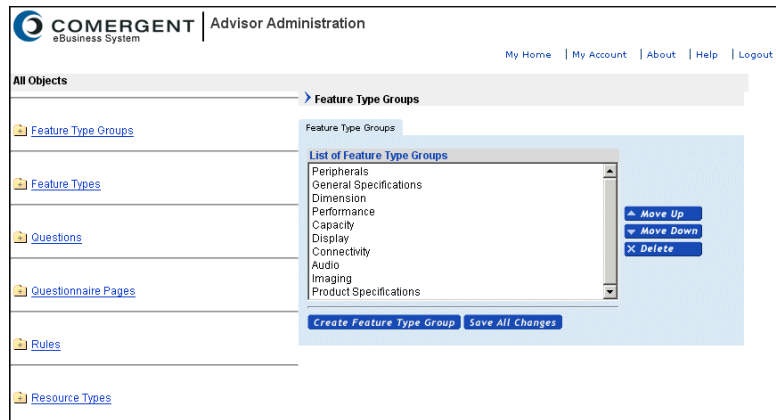 COMERGENT
eBusiness System
Advisor Administration
My Home | My Account | About | Help | Logout
All Objects
Feature Type Groups
Feature Types
Questions
Questionnaire Pages
Rules
Resource Types
Feature Type Groups
Feature Type Groups
List of Feature Type Groups
Peripherals
General Specifications
Dimension
Performance
Capacity
Display
Connectivity
Audio
Imaging
Product Specifications
Move Up
Move Down
X Delete
Create Feature Type Group
Save All Changes